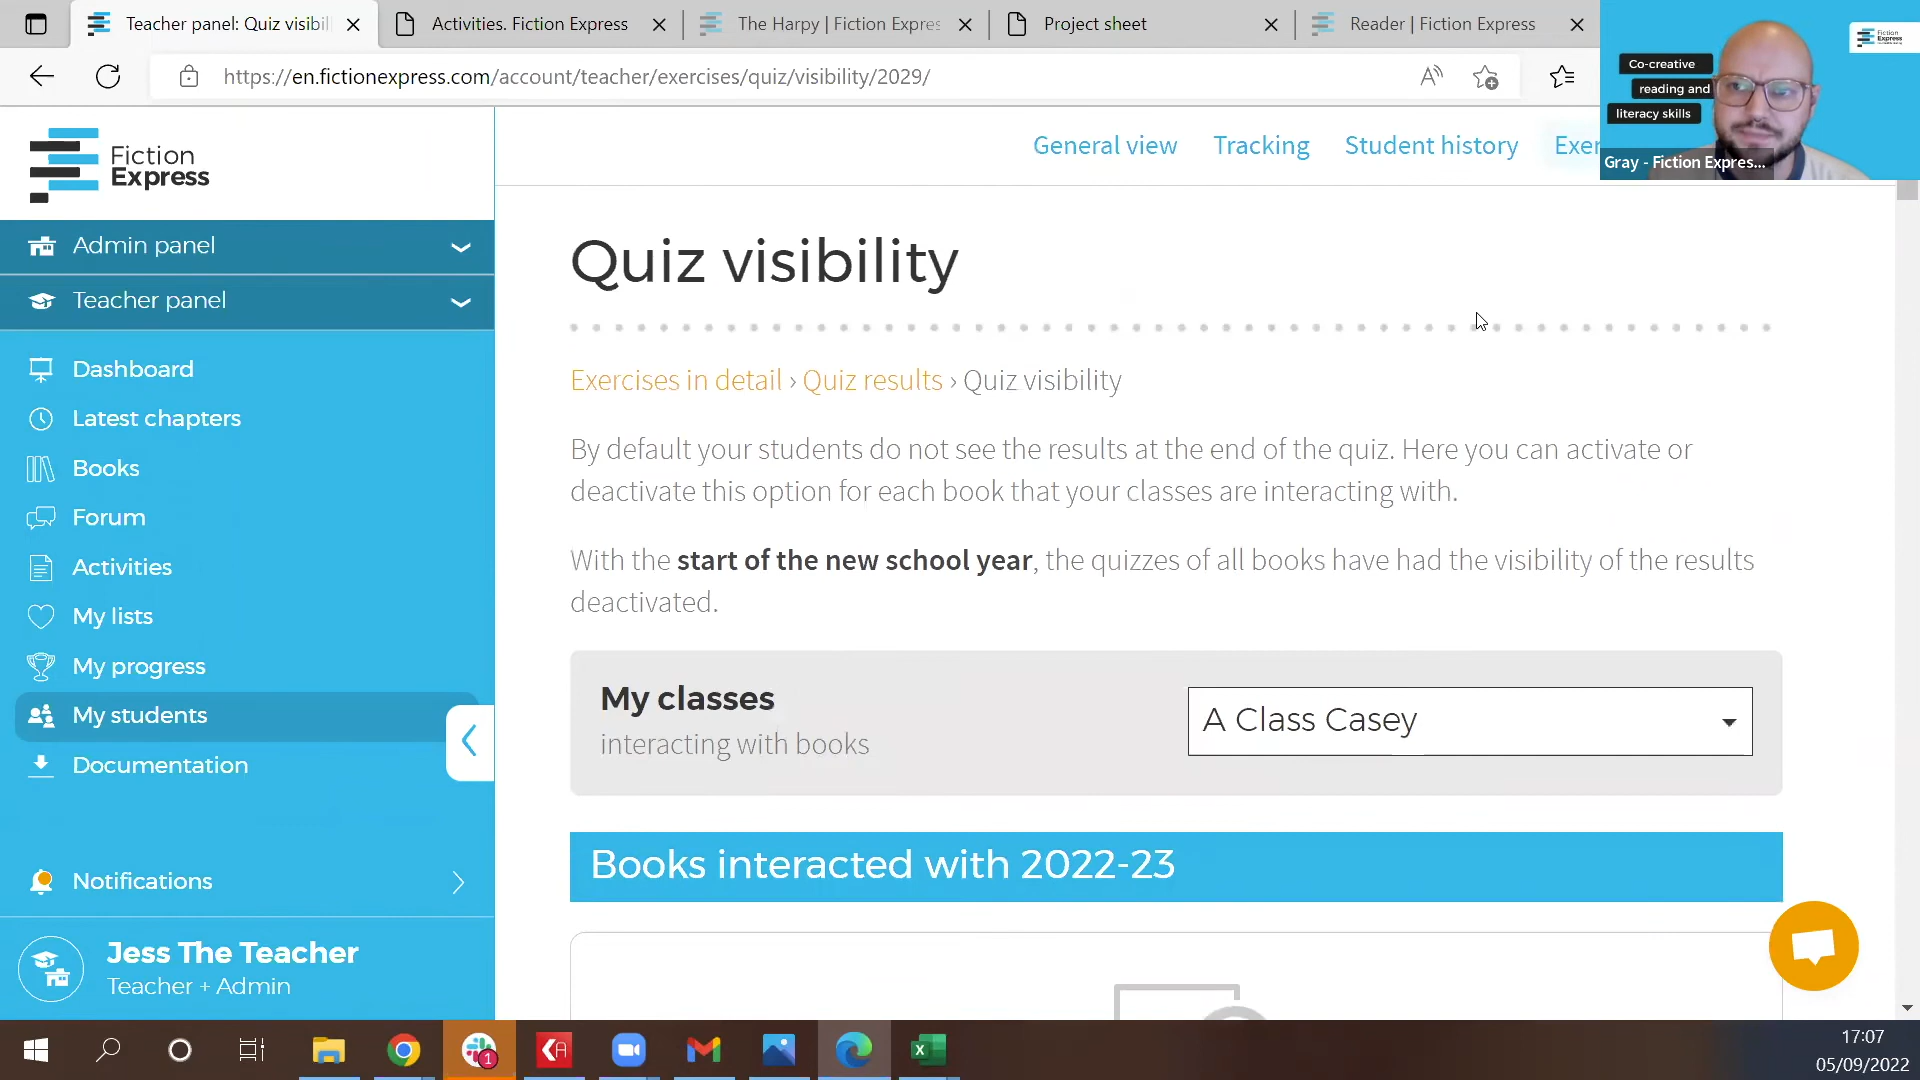 Teacher panel: Quiz visibil
Activities. Fiction Express
The Harpy | Fiction Expres
Project sheet
Reader | Fiction Express
https://en.fictionexpress.com/account/teacher/exercises/quiz/visibility/2029/
Co-creative
reading and
literacy skills
Fiction
Express
Gray - Fiction Expres...
Fiction
Express
General view
Tracking
Student history
Exer
Admin panel
Teacher panel
Dashboard
Latest chapters
Books
Forum
Activities
My lists
My progress
My students
Documentation
Notifications
Jess The Teacher
Teacher + Admin
Quiz visibility
Exercises in detail › Quiz results › Quiz visibility
By default your students do not see the results at the end of the quiz. Here you can activate or
deactivate this option for each book that your classes are interacting with.
With the start of the new school year, the quizzes of all books have had the visibility of the results
deactivated.
My classes
interacting with books
A Class Casey
Books interacted with 2022-23
1
17:07
05/09/2022